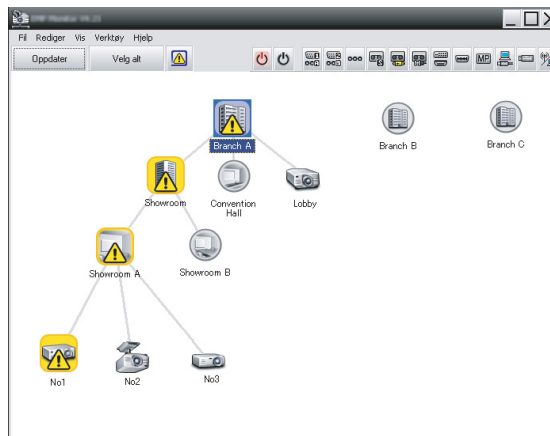 Fil Rediger Vis Verktøy Hjelp
Oppdater Velg alt
MP
Branch A
Branch B
Branch C
Showroom
Convention
Hall
Lobby
Showroom A
Showroom B
No1
No2
No3